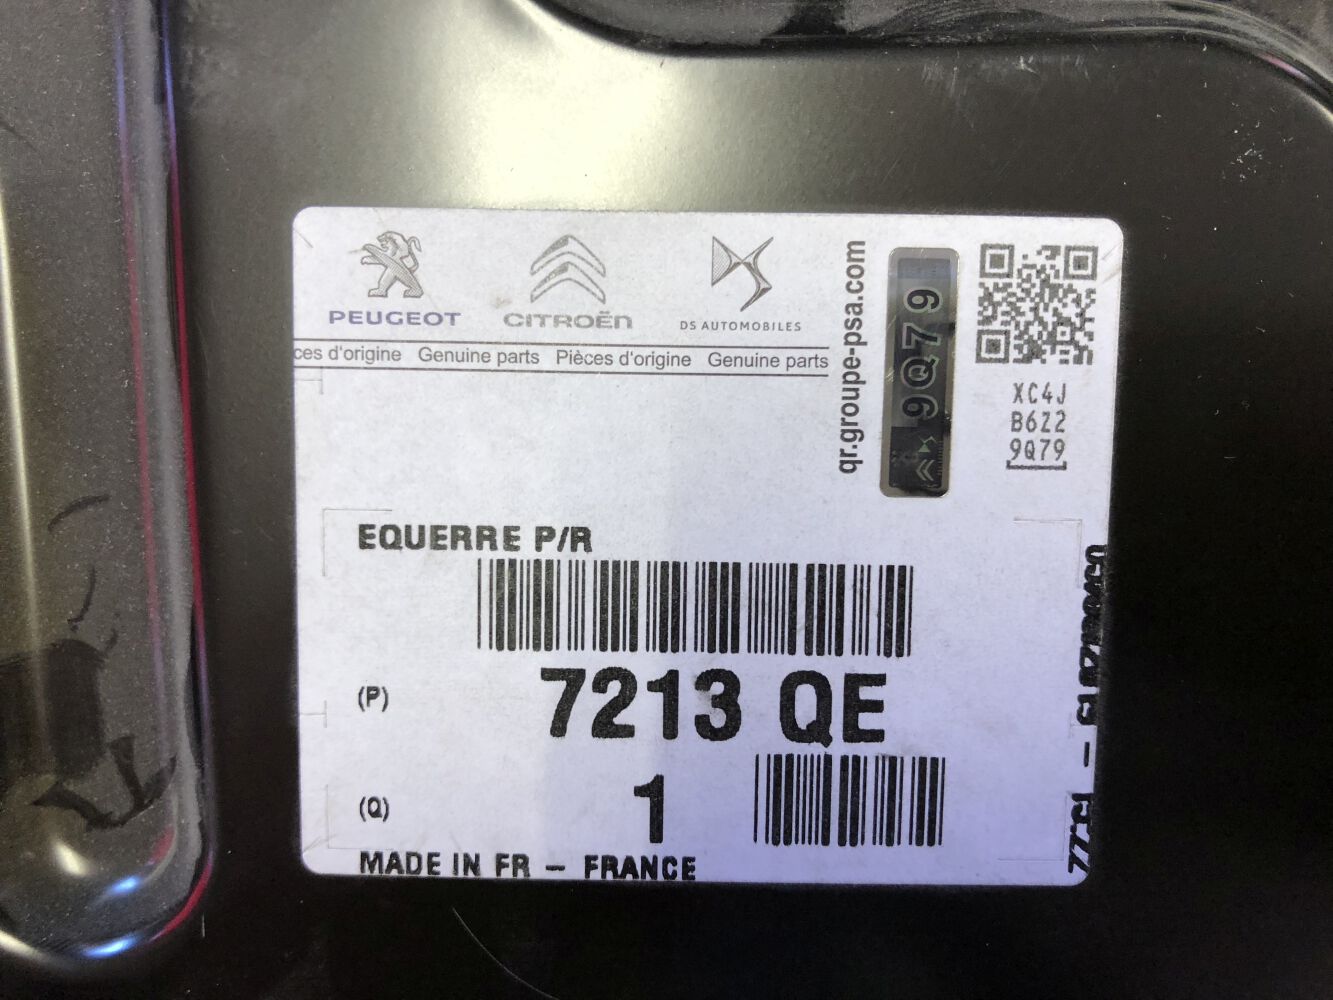 PEUGEOT
CITROËN
DS AUTOMOBILES
ces d'origine Genuine parts Pièces d'origine Genuine parts
qr.groupe-psa.com
9Q79
XC4J
B6Z2
9Q79
EQUERRE P/R
(P) 7213 QE
(Q) 1
MADE IN FR – FRANCE